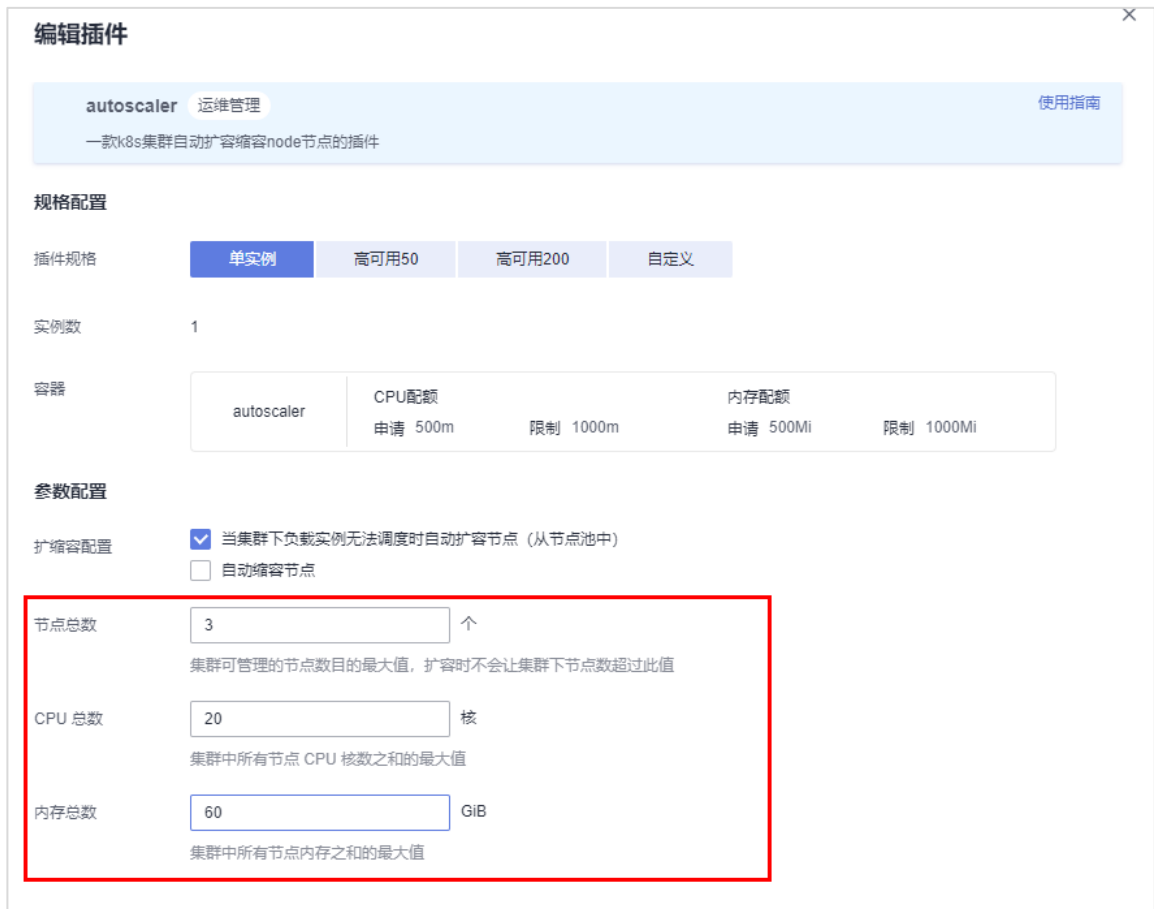 编辑插件
autoscaler 运维管理 使用指南
一款k8s集群自动扩容缩容node节点的插件
规格配置
插件规格 单实例 高可用50 高可用200 自定义
实例数 1
容器 autoscaler CPU配额 内存配额
申请 500m 限制 1000m 申请 500Mi 限制 1000Mi
参数配置
扩缩容配置 当集群下负载实例无法调度时自动扩容节点（从节点池中）
自动缩容节点
节点总数 3 个
集群可管理的节点数目的最大值，扩容时不会让集群下节点数超过此值
CPU 总数 20 核
集群中所有节点 CPU 核数之和的最大值
内存总数 60 GiB
集群中所有节点内存之和的最大值